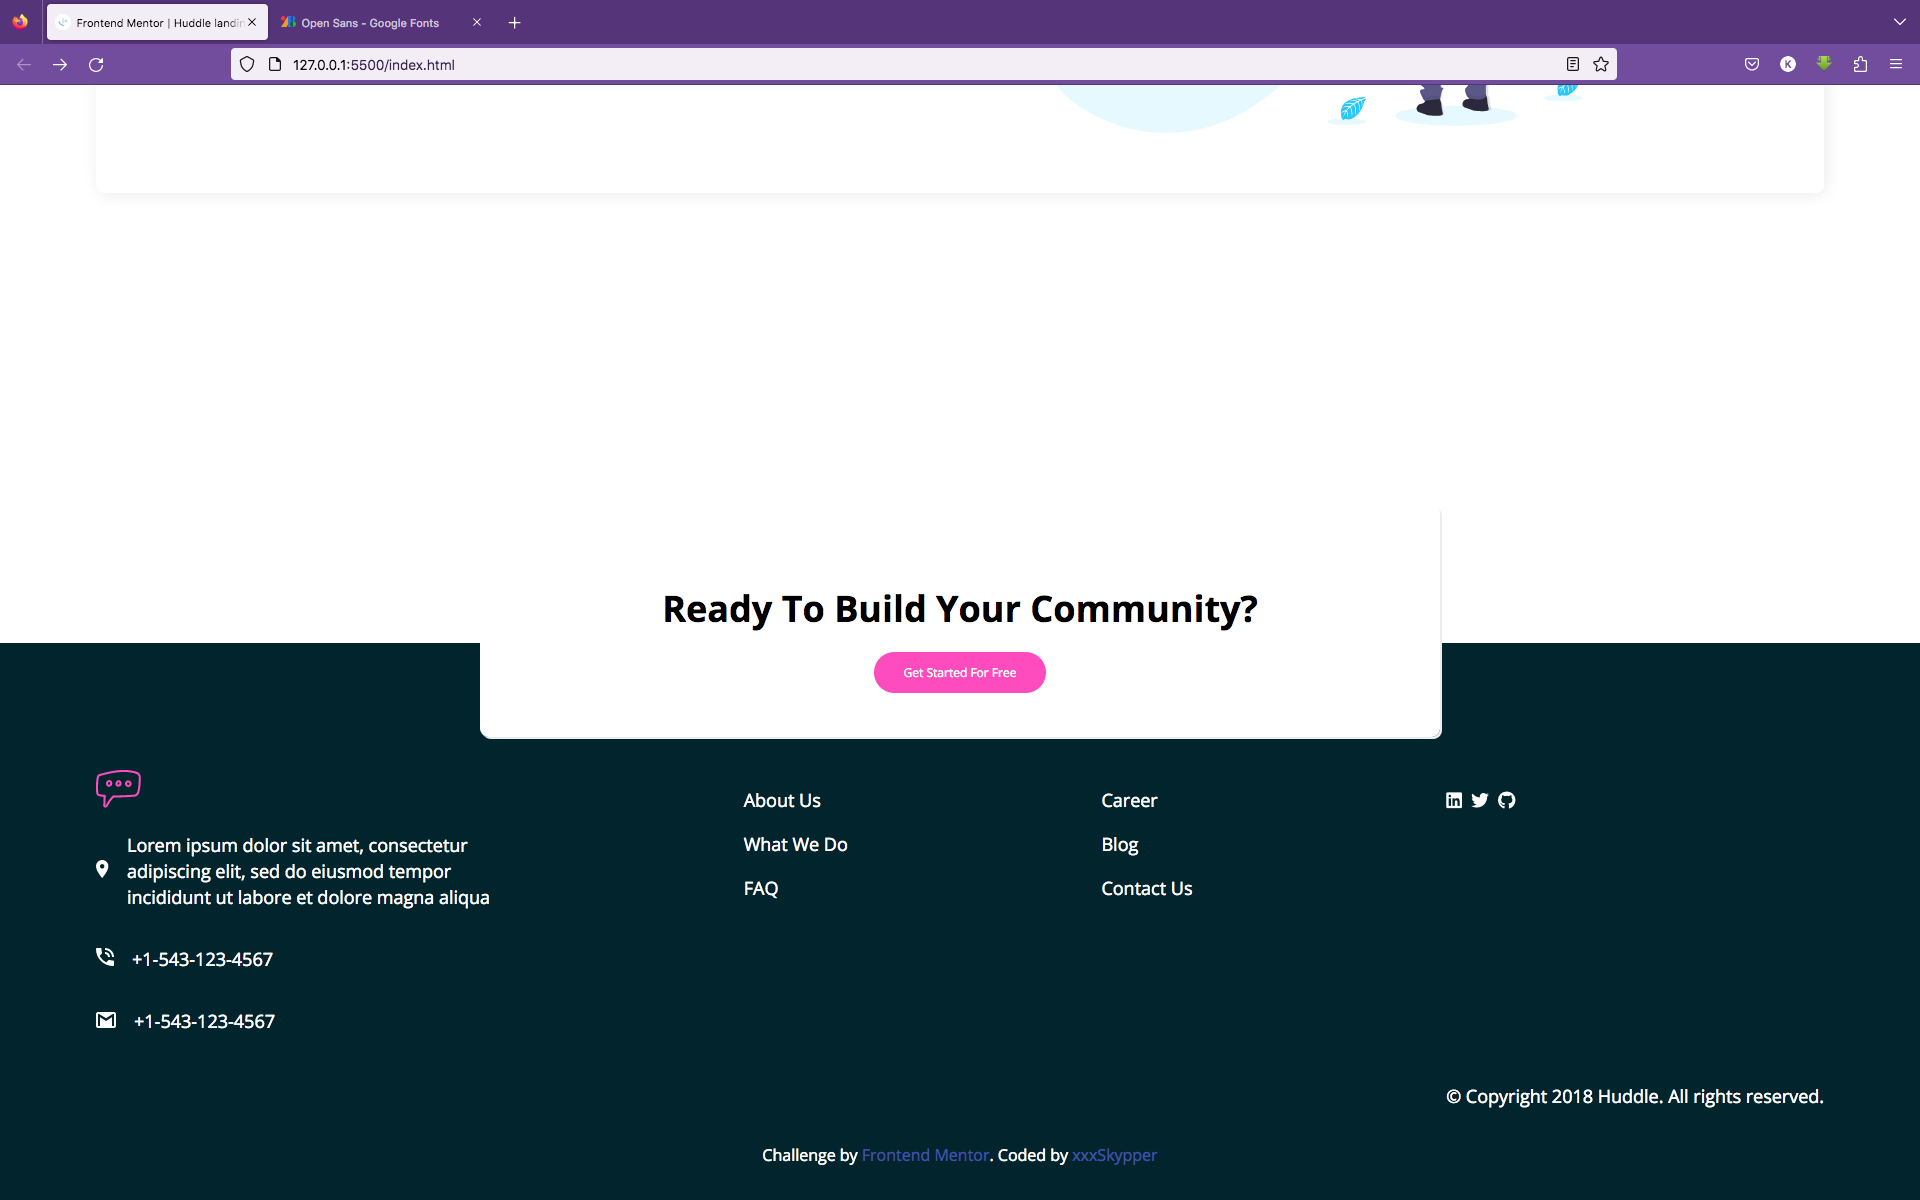 Frontend Mentor | Huddle landin
Open Sans - Google Fonts
127.0.0.1:5500/index.html
K
Ready To Build Your Community?
Get Started For Free
About Us
Career
Lorem ipsum dolor sit amet, consectetur
adipiscing elit, sed do eiusmod tempor
incididunt ut labore et dolore magna aliqua
What We Do
Blog
FAQ
Contact Us
+1-543-123-4567
+1-543-123-4567
© Copyright 2018 Huddle. All rights reserved.
Challenge by Frontend Mentor. Coded by xxxSkypper